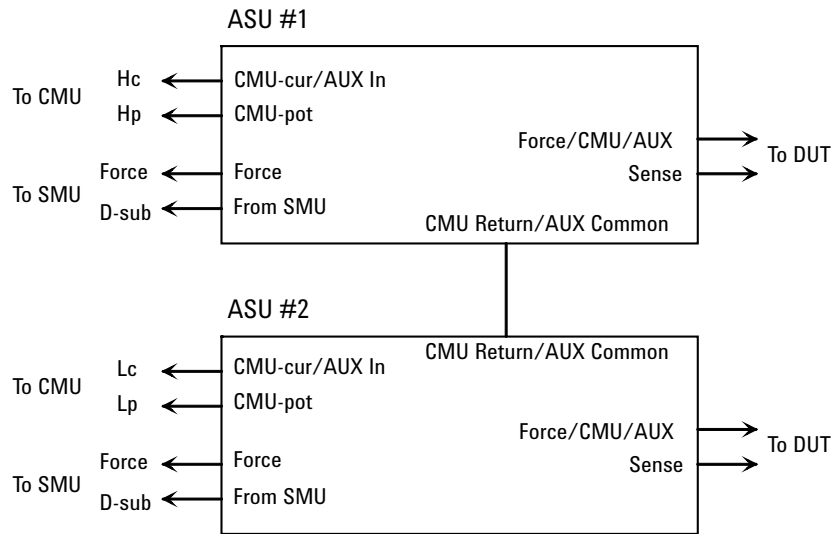 ASU #1
To CMU
Hc
CMU-cur/AUX In
Hp
CMU-pot
Force/CMU/AUX
To DUT
To SMU
Force
Force
Sense
D-sub
From SMU
CMU Return/AUX Common
ASU #2
CMU Return/AUX Common
To CMU
Lc
CMU-cur/AUX In
Lp
CMU-pot
Force/CMU/AUX
To DUT
To SMU
Force
Force
Sense
D-sub
From SMU